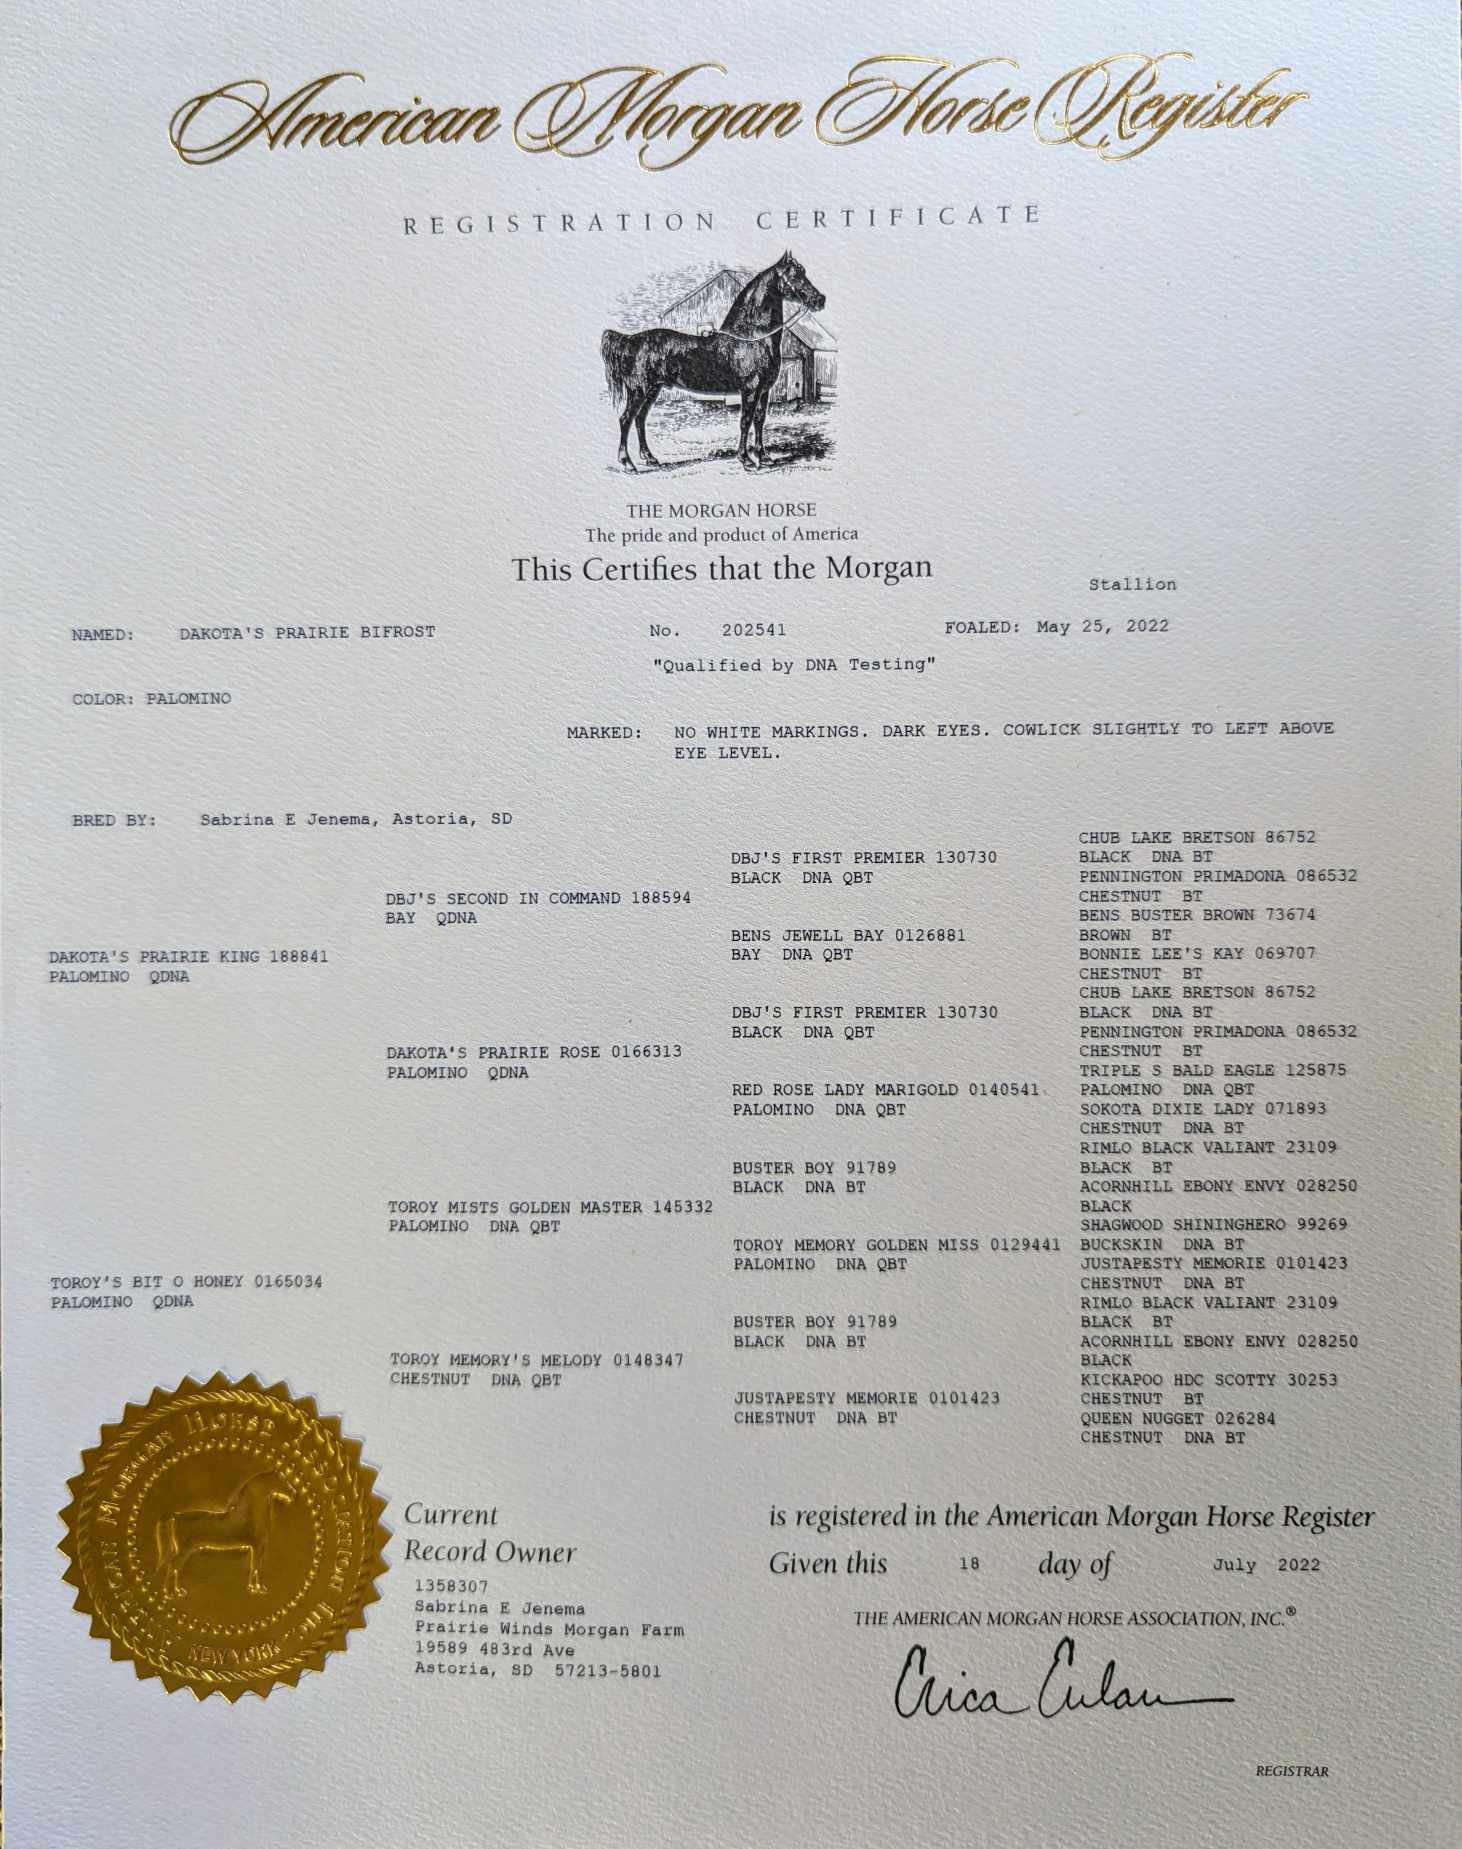 American Morgan Horse Register
REGISTRATION CERTIFICATE
THE MORGAN HORSE
The pride and product of America
This Certifies that the Morgan
Stallion
NAMED: DAKOTA'S PRAIRIE BIFROST No. 202541 FOALED: May 25, 2022
"Qualified by DNA Testing"
COLOR: PALOMINO
MARKED: NO WHITE MARKINGS. DARK EYES. COWLICK SLIGHTLY TO LEFT ABOVE
EYE LEVEL.
BRED BY: Sabrina E Jenema, Astoria, SD
DAKOTA'S PRAIRIE KING 188841
PALOMINO QDNA
TOROY'S BIT O HONEY 0165034
PALOMINO QDNA
DBJ'S SECOND IN COMMAND 188594
BAY QDNA
DAKOTA'S PRAIRIE ROSE 0166313
PALOMINO QDNA
TOROY MISTS GOLDEN MASTER 145332
PALOMINO DNA QBT
TOROY MEMORY'S MELODY 0148347
CHESTNUT DNA QBT
DBJ'S FIRST PREMIER 130730
BLACK DNA QBT
BENS JEWELL BAY 0126881
BAY DNA QBT
DBJ'S FIRST PREMIER 130730
BLACK DNA QBT
RED ROSE LADY MARIGOLD 0140541
PALOMINO DNA QBT
BUSTER BOY 91789
BLACK DNA BT
TOROY MEMORY GOLDEN MISS 0129441
PALOMINO DNA QBT
BUSTER BOY 91789
BLACK DNA BT
JUSTAPESTY MEMORIE 0101423
CHESTNUT DNA BT
CHUB LAKE BRETSON 86752
BLACK DNA BT
PENNINGTON PRIMADONA 086532
CHESTNUT BT
BENS BUSTER BROWN 73674
BROWN BT
BONNIE LEE'S KAY 069707
CHESTNUT BT
CHUB LAKE BRETSON 86752
BLACK DNA BT
PENNINGTON PRIMADONA 086532
CHESTNUT BT
TRIPLE S BALD EAGLE 125875
PALOMINO DNA QBT
SOKOTA DIXIE LADY 071893
CHESTNUT DNA BT
RIMLO BLACK VALIANT 23109
BLACK BT
ACORNHILL EBONY ENVY 028250
BLACK
SHAGWOOD SHININGHERO 99269
BUCKSKIN DNA BT
JUSTAPESTY MEMORIE 0101423
CHESTNUT DNA BT
RIMLO BLACK VALIANT 23109
BLACK BT
ACORNHILL EBONY ENVY 028250
BLACK
KICKAPOO HDC SCOTTY 30253
CHESTNUT BT
QUEEN NUGGET 026284
CHESTNUT DNA BT
AMERICAN MORGAN HORSE ASSOCIATION INC.
NEW YORK
Current
Record Owner
1358307
Sabrina E Jenema
Prairie Winds Morgan Farm
19589 483rd Ave
Astoria, SD 57213-5801
is registered in the American Morgan Horse Register
Given this 18 day of July 2022
THE AMERICAN MORGAN HORSE ASSOCIATION, INC.®
Erica
REGISTRAR